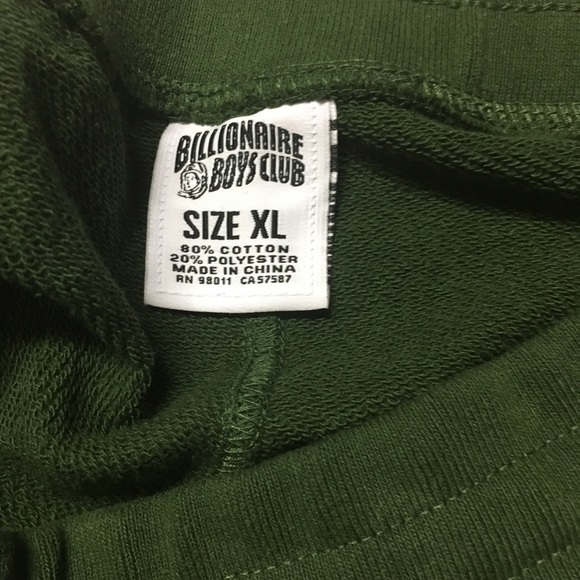 BILLIONAIRE
BOYS CLUB
SIZE XL
80% COTTON
20% POLYESTER
MADE IN CHINA
RN 98011 CA57587